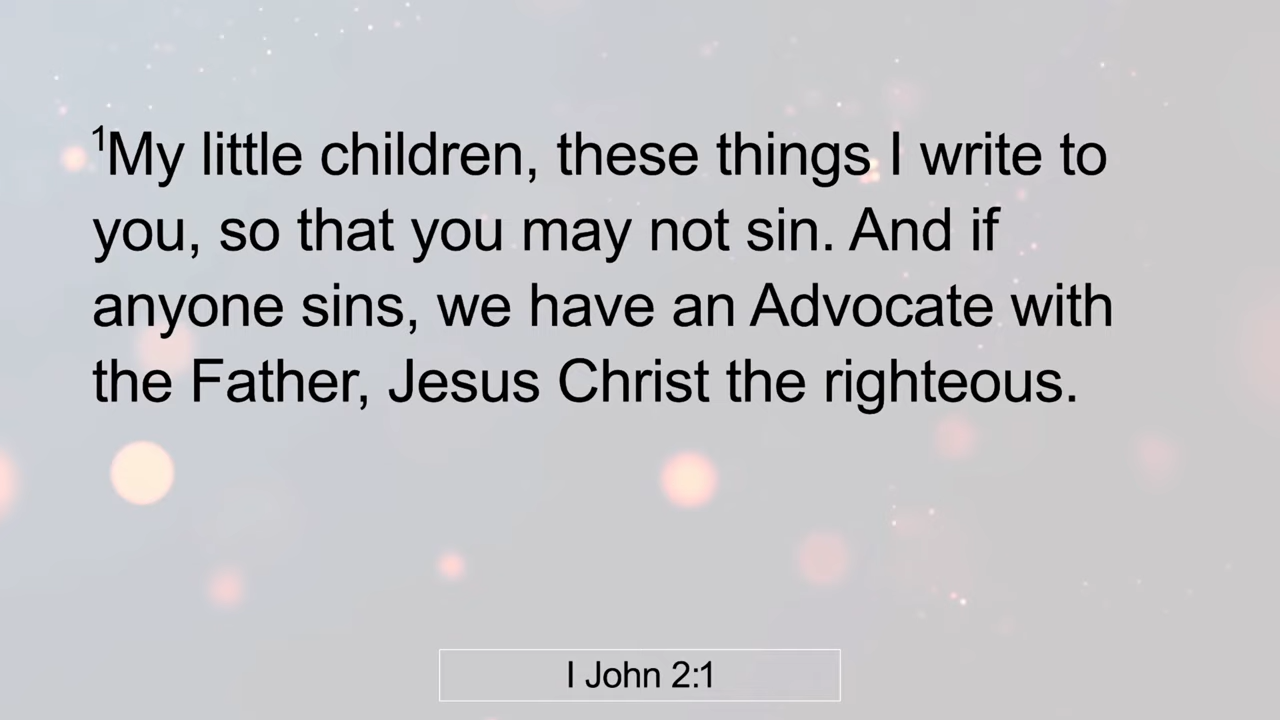 ¹My little children, these things I write to
you, so that you may not sin. And if
anyone sins, we have an Advocate with
the Father, Jesus Christ the righteous.
I John 2:1